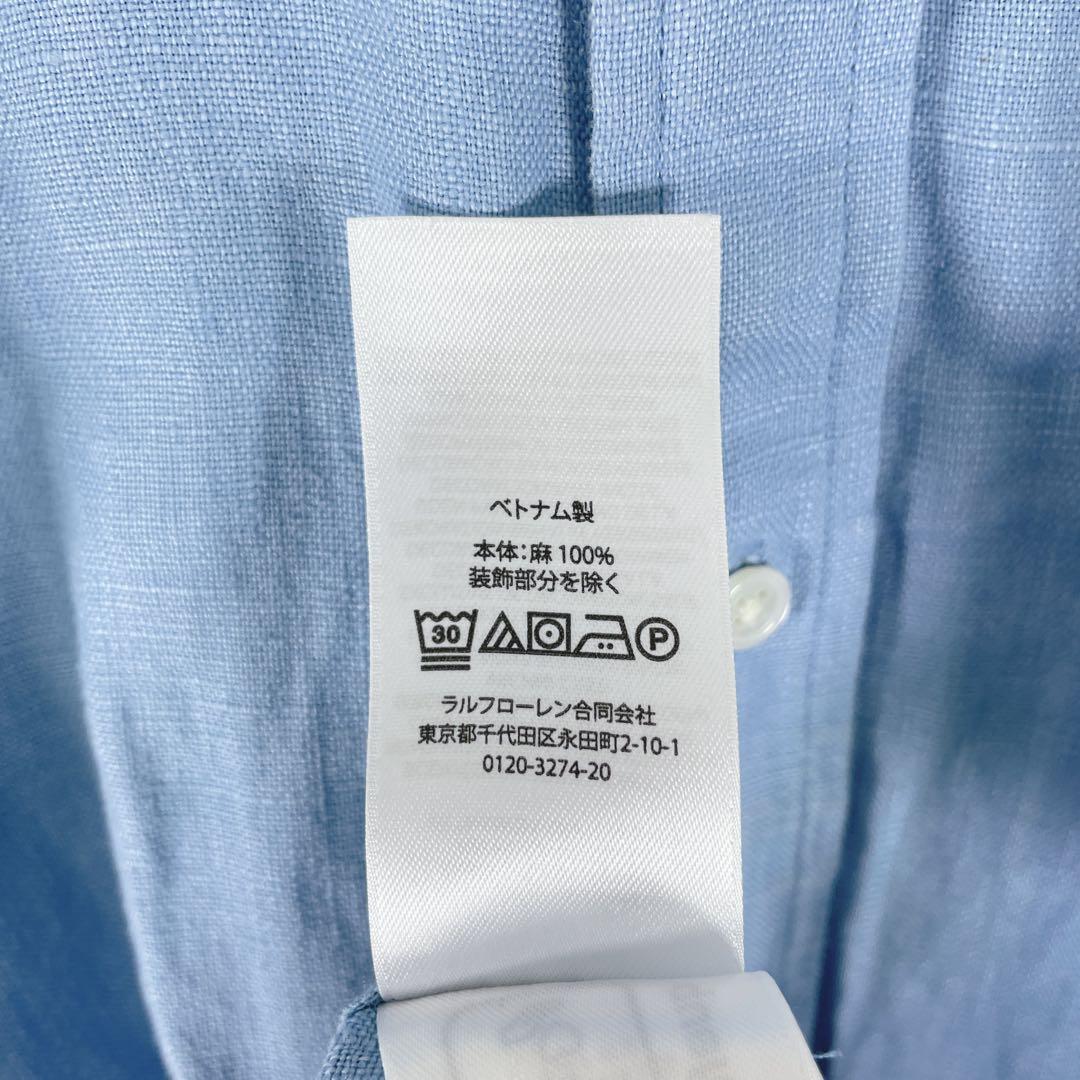 ベトナム製
本体:麻 100%
装飾部分を除く
30 P
ラルフローレン合同会社
東京都千代田区永田町2-10-1
0120-3274-20